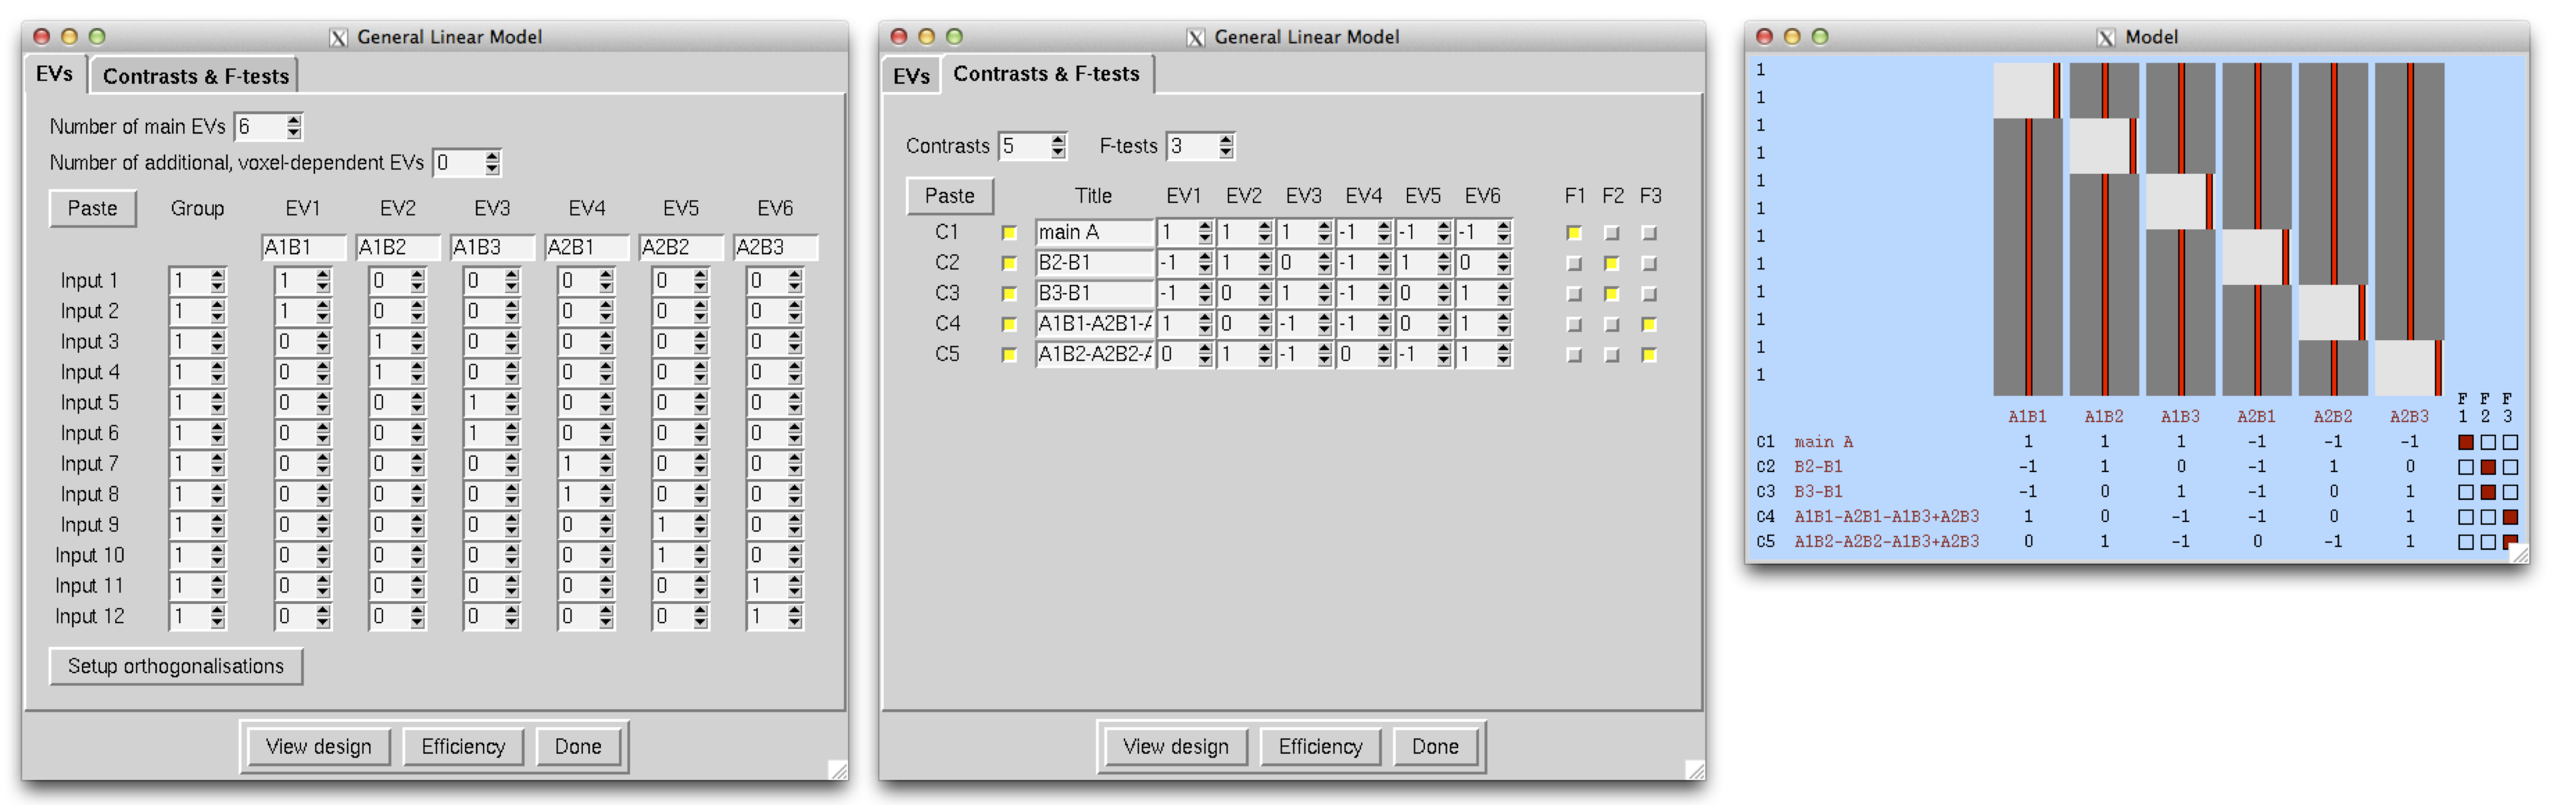 General Linear Model
EVs Contrasts & F-tests
Number of main EVs 6
Number of additional, voxel-dependent EVs 0
Paste Group EV1 EV2 EV3 EV4 EV5 EV6
A1B1 A1B2 A1B3 A2B1 A2B2 A2B3
Input 1 1 1 0 0 0 0 0
Input 2 1 1 0 0 0 0 0
Input 3 1 0 1 0 0 0 0
Input 4 1 0 1 0 0 0 0
Input 5 1 0 0 1 0 0 0
Input 6 1 0 0 1 0 0 0
Input 7 1 0 0 0 1 0 0
Input 8 1 0 0 0 1 0 0
Input 9 1 0 0 0 0 1 0
Input 10 1 0 0 0 0 1 0
Input 11 1 0 0 0 0 0 1
Input 12 1 0 0 0 0 0 1
Setup orthogonalisations
View design Efficiency Done
General Linear Model
EVs Contrasts & F-tests
Contrasts 5 F-tests 3
Paste Title EV1 EV2 EV3 EV4 EV5 EV6 F1 F2 F3
C1 main A 1 1 1 -1 -1 -1
C2 B2-B1 -1 1 0 -1 1 0
C3 B3-B1 -1 0 1 -1 0 1
C4 A1B1-A2B1-A 1 0 -1 -1 0 1
C5 A1B2-A2B2-A 0 1 -1 0 -1 1
View design Efficiency Done
Model
1
1
1
1
1
1
1
1
1
1
1
1
F F F
A1B1 A1B2 A1B3 A2B1 A2B2 A2B3 1 2 3
C1 main A 1 1 1 -1 -1 -1
C2 B2-B1 -1 1 0 -1 1 0
C3 B3-B1 -1 0 1 -1 0 1
C4 A1B1-A2B1-A1B3+A2B3 1 0 -1 -1 0 1
C5 A1B2-A2B2-A1B3+A2B3 0 1 -1 0 -1 1